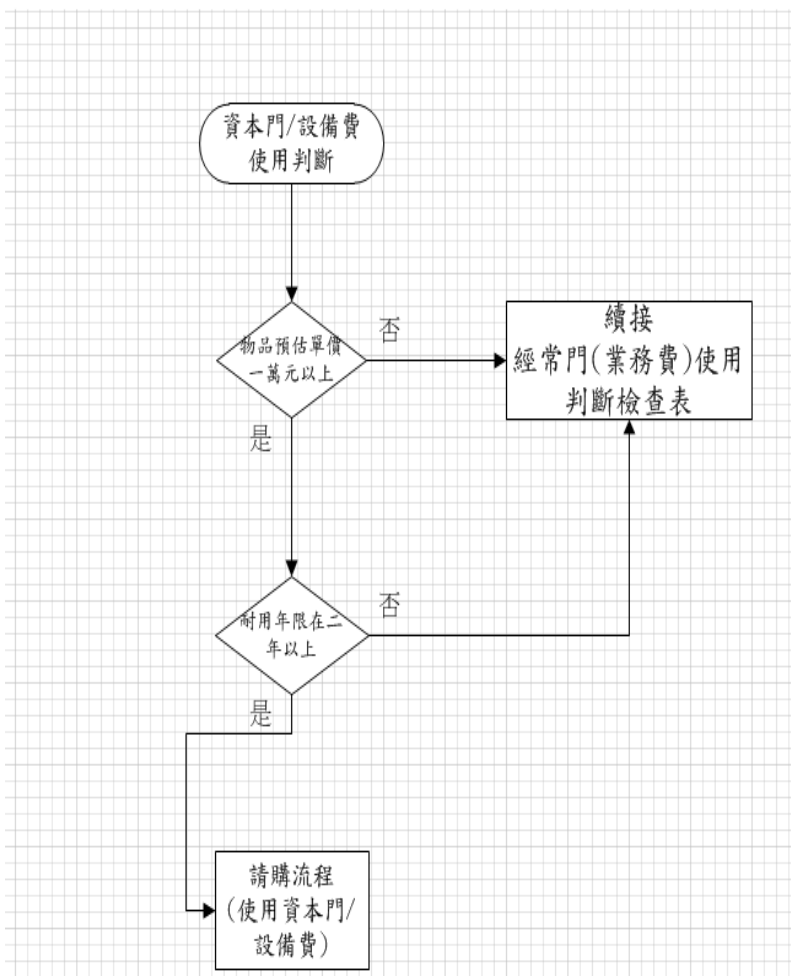 資本門/設備費
使用判斷
物品預估單價
一萬元以上
否
續接
經常門(業務費)使用
判斷檢查表
是
耐用年限在二
年以上
否
是
請購流程
(使用資本門/
設備費)